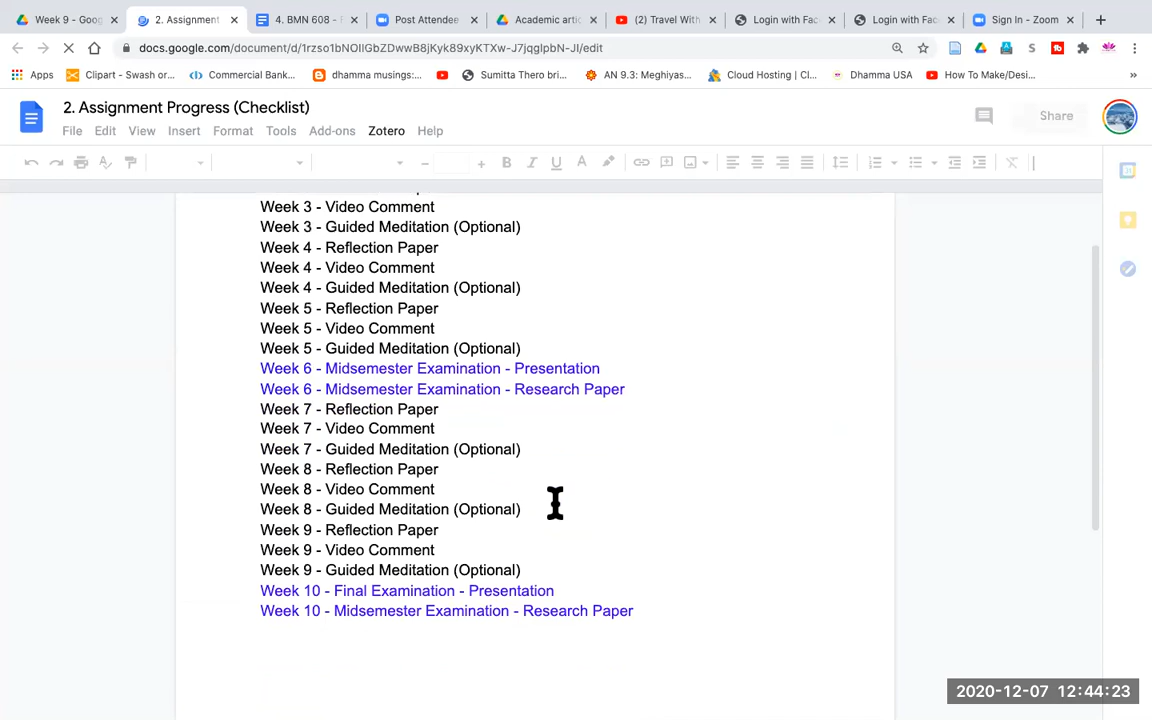 Week 9 - Goog
2. Assignment
4. BMN 608 - F
Post Attendee
Academic artic
(2) Travel With
Login with Fac
Login with Fac
Sign In - Zoom
docs.google.com/document/d/1rzso1bNOIIGbZDwwB8jKyk89xyKTXw-J7jqglpbN-JI/edit
Apps
Clipart - Swash or...
Commercial Bank...
dhamma musings:...
Sumitta Thero bri...
AN 9.3: Meghiyas...
Cloud Hosting | Cl...
Dhamma USA
How To Make/Desi...
»
2. Assignment Progress (Checklist)
File Edit View Insert Format Tools Add-ons Zotero Help
Share
Week 3 - Video Comment
Week 3 - Guided Meditation (Optional)
Week 4 - Reflection Paper
Week 4 - Video Comment
Week 4 - Guided Meditation (Optional)
Week 5 - Reflection Paper
Week 5 - Video Comment
Week 5 - Guided Meditation (Optional)
Week 6 - Midsemester Examination - Presentation
Week 6 - Midsemester Examination - Research Paper
Week 7 - Reflection Paper
Week 7 - Video Comment
Week 7 - Guided Meditation (Optional)
Week 8 - Reflection Paper
Week 8 - Video Comment
Week 8 - Guided Meditation (Optional)
Week 9 - Reflection Paper
Week 9 - Video Comment
Week 9 - Guided Meditation (Optional)
Week 10 - Final Examination - Presentation
Week 10 - Midsemester Examination - Research Paper
2020-12-07 12:44:23